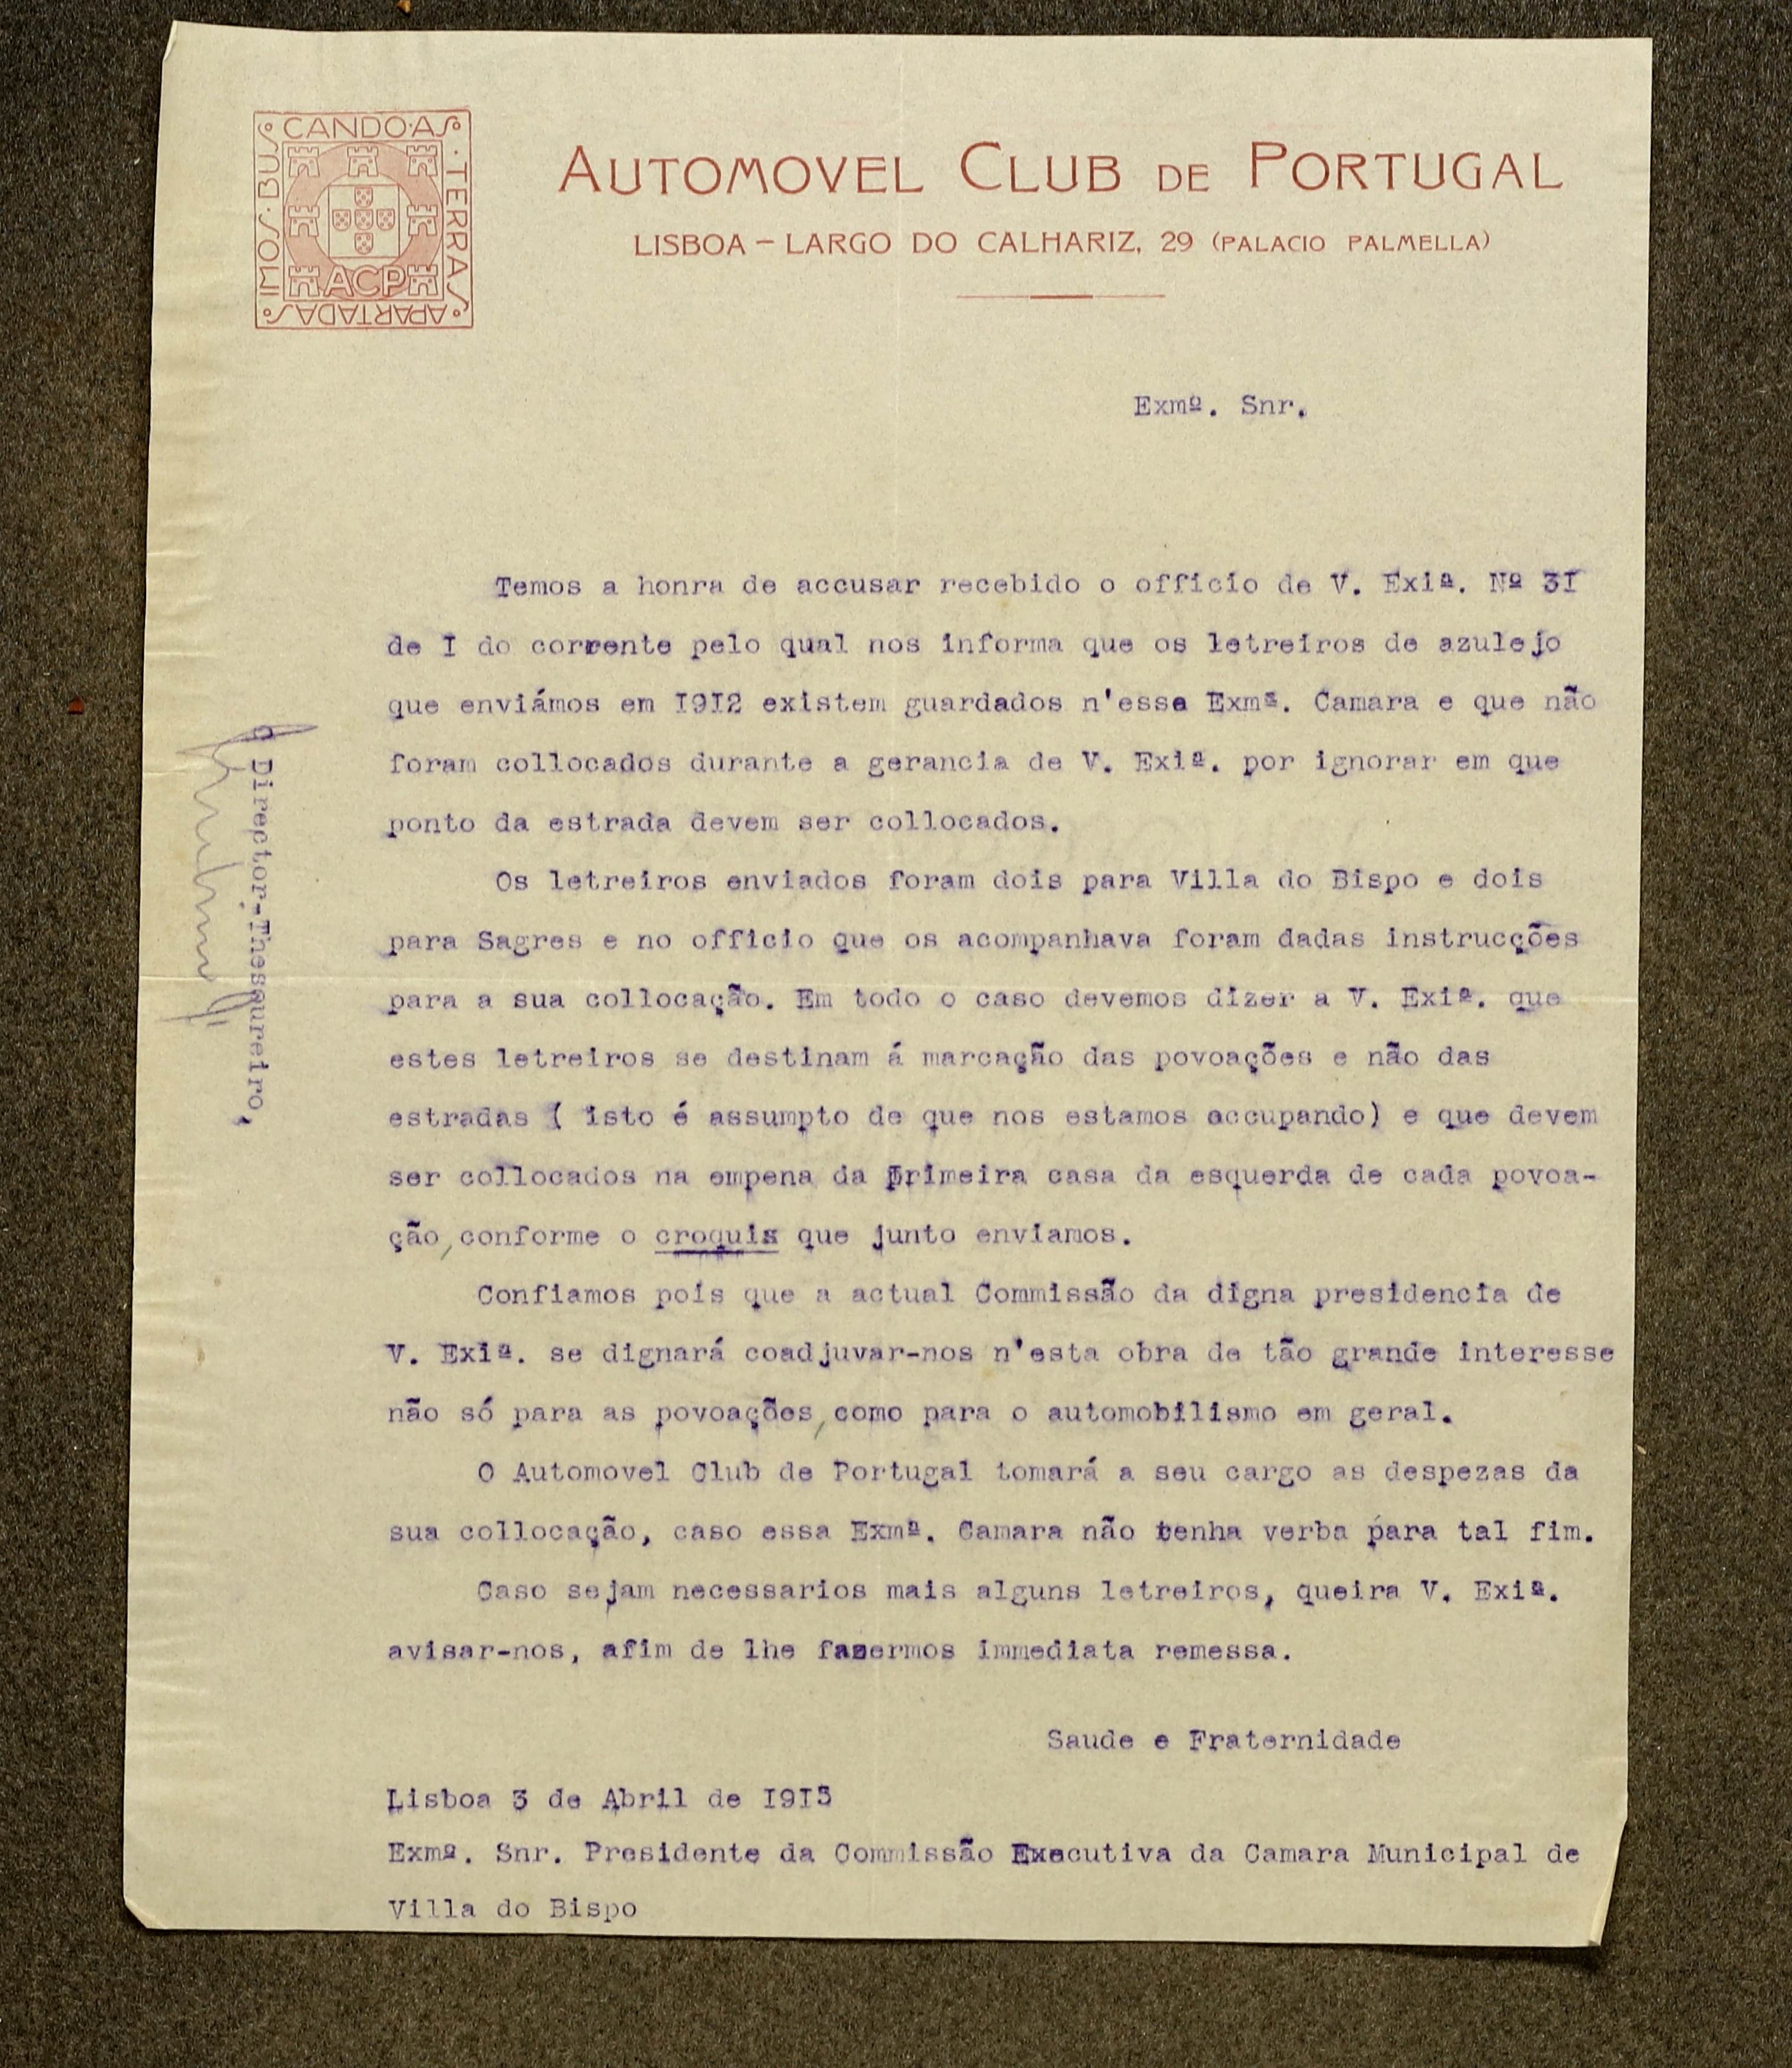 IMOS·BUS
CANDO·AS
·TERRAS
APARTADAS
ACP
AUTOMOVEL CLUB DE PORTUGAL
LISBOA – LARGO DO CALHARIZ, 29 (PALACIO PALMELLA)
Exmº. Snr.
Temos a honra de accusar recebido o officio de V. Exiª. Nº 3I
de I do corrente pelo qual nos informa que os letreiros de azulejo
que enviámos em I9I2 existem guardados n'essa Exmª. Camara e que não
foram collocados durante a gerancia de V. Exiª. por ignorar em que
ponto da estrada devem ser collocados.
Os letreiros enviados foram dois para Villa do Bispo e dois
para Sagres e no officio que os acompanhava foram dadas instrucções
para a sua collocação. Em todo o caso devemos dizer a V. Exiª. que
estes letreiros se destinam á marcação das povoações e não das
estradas ( isto é assumpto de que nos estamos occupando) e que devem
ser collocados na empena da primeira casa da esquerda de cada povoa-
ção, conforme o croquis que junto enviamos.
Confiamos pois que a actual Commissão da digna presidencia de
V. Exiª. se dignará coadjuvar-nos n'esta obra de tão grande interesse
não só para as povoações, como para o automobilismo em geral.
O Automovel Club de Portugal tomará a seu cargo as despezas da
sua collocação, caso essa Exmª. Camara não tenha verba para tal fim.
Caso sejam necessarios mais alguns letreiros, queira V. Exiª.
avisar-nos, afim de lhe fazermos immediata remessa.
Saude e Fraternidade
Lisboa 3 de Abril de I9I5
Exmº. Snr. Presidente da Commissão Executiva da Camara Municipal de
Villa do Bispo
O Director-Thesoureiro,